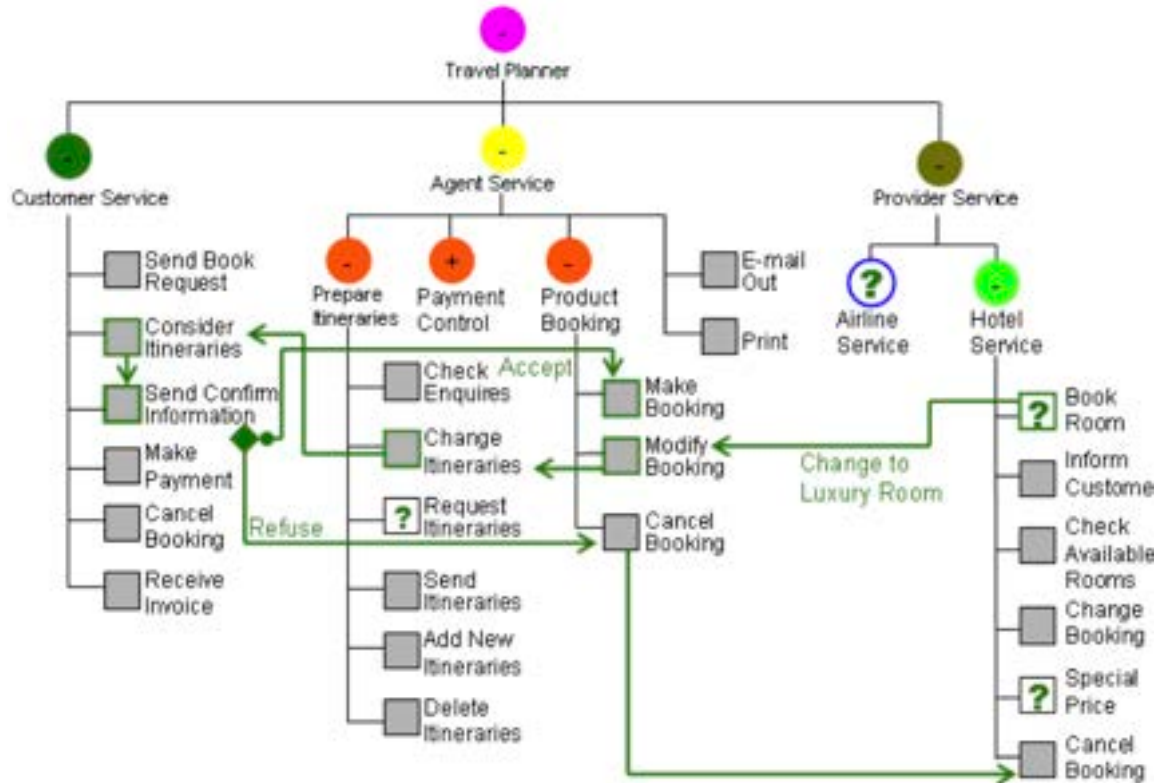 Travel Planner
Customer Service
Agent Service
Provider Service
Send Book
Request
Consider
Itineraries
Send Confirm
Information
Make
Payment
Cancel
Booking
Receive
Invoice
Refuse
-
Prepare
Itineraries
+
Payment
Control
-
Product
Booking
E-mail
Out
Print
Check
Enquires
Change
Itineraries
?
Request
Itineraries
Send
Itineraries
Add New
Itineraries
Delete
Itineraries
Accept
Make
Booking
Modify
Booking
Cancel
Booking
?
Airline
Service
-
Hotel
Service
Change to
Luxury Room
?
Book
Room
Inform
Custome
Check
Available
Rooms
Change
Booking
?
Special
Price
Cancel
Booking